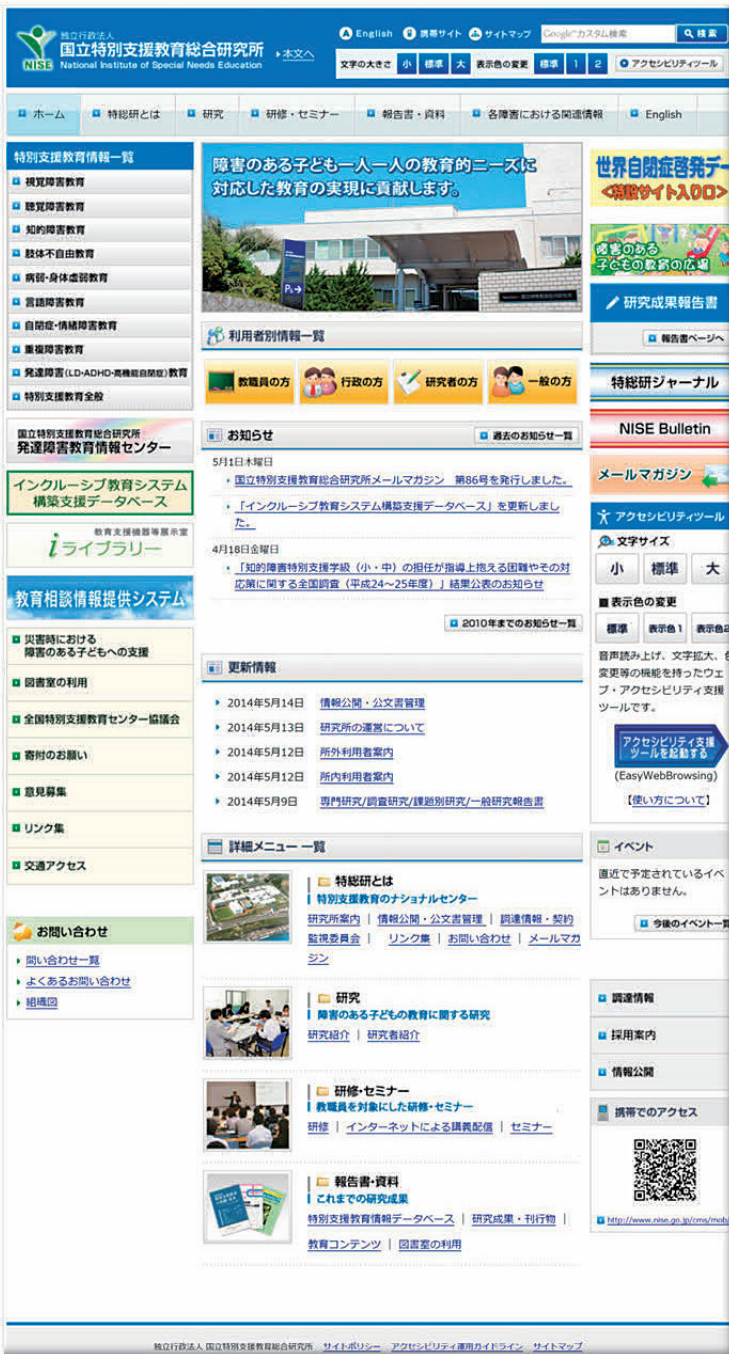 独立行政法人
国立特別支援教育総合研究所
National Institute of Special Needs Education
NISE
本文へ
English 携帯サイト サイトマップ
Google カスタム検索
検索
文字の大きさ 小 標準 大 表示色の変更 標準 1 2 アクセシビリティツール
ホーム 特総研とは 研究 研修・セミナー 報告書・資料 各障害における関連情報 English
特別支援教育情報一覧
視覚障害教育
聴覚障害教育
知的障害教育
肢体不自由教育
病弱・身体虚弱教育
言語障害教育
自閉症・情緒障害教育
重複障害教育
発達障害(LD・ADHD・高機能自閉症)教育
特別支援教育全般
国立特別支援教育総合研究所
発達障害教育情報センター
インクルーシブ教育システム
構築支援データベース
教育支援機器等展示室
iライブラリー
教育相談情報提供システム
災害時における
障害のある子どもへの支援
図書室の利用
全国特別支援教育センター協議会
寄付のお願い
意見募集
リンク集
交通アクセス
お問い合わせ
問い合わせ一覧
よくあるお問い合わせ
組織図
障害のある子ども一人一人の教育的ニーズに
対応した教育の実現に貢献します。
P
利用者別情報一覧
教職員の方 行政の方 研究者の方 一般の方
お知らせ
過去のお知らせ一覧
5月1日木曜日
国立特別支援教育総合研究所メールマガジン 第86号を発行しました。
「インクルーシブ教育システム構築支援データベース」を更新しまし
た。
4月18日金曜日
「知的障害特別支援学級（小・中）の担任が指導上抱える困難やその対
応策に関する全国調査（平成24～25年度）」結果公表のお知らせ
2010年までのお知らせ一覧
更新情報
2014年5月14日 情報公開・公文書管理
2014年5月13日 研究所の運営について
2014年5月12日 所外利用者案内
2014年5月12日 所内利用者案内
2014年5月9日 専門研究/調査研究/課題別研究/一般研究報告書
詳細メニュー 一覧
特総研とは
特別支援教育のナショナルセンター
研究所案内 | 情報公開・公文書管理 | 調達情報・契約
監視委員会 | リンク集 | お問い合わせ | メールマガ
ジン
研究
障害のある子どもの教育に関する研究
研究紹介 | 研究者紹介
研修・セミナー
教職員を対象にした研修・セミナー
研修 | インターネットによる講義配信 | セミナー
報告書・資料
これまでの研究成果
特別支援教育情報データベース | 研究成果・刊行物 |
教育コンテンツ | 図書室の利用
世界自閉症啓発デー
<特設サイト入り口>
障害のある
子どもの教育の広場
研究成果報告書
報告書ページへ
特総研ジャーナル
NISE Bulletin
メールマガジン
アクセシビリティツール
文字サイズ
小 標準 大
表示色の変更
標準 表示色1 表示色2
音声読み上げ、文字拡大、色
変更等の機能を持ったウェ
ブ・アクセシビリティ支援
ツールです。
アクセシビリティ支援
ツールを起動する
(EasyWebBrowsing)
【使い方について】
イベント
直近で予定されているイベ
ントはありません。
今後のイベント一覧
調達情報
採用案内
情報公開
携帯でのアクセス
http://www.nise.go.jp/cms/mob/
独立行政法人 国立特別支援教育総合研究所 サイトポリシー アクセシビリティ運用ガイドライン サイトマップ